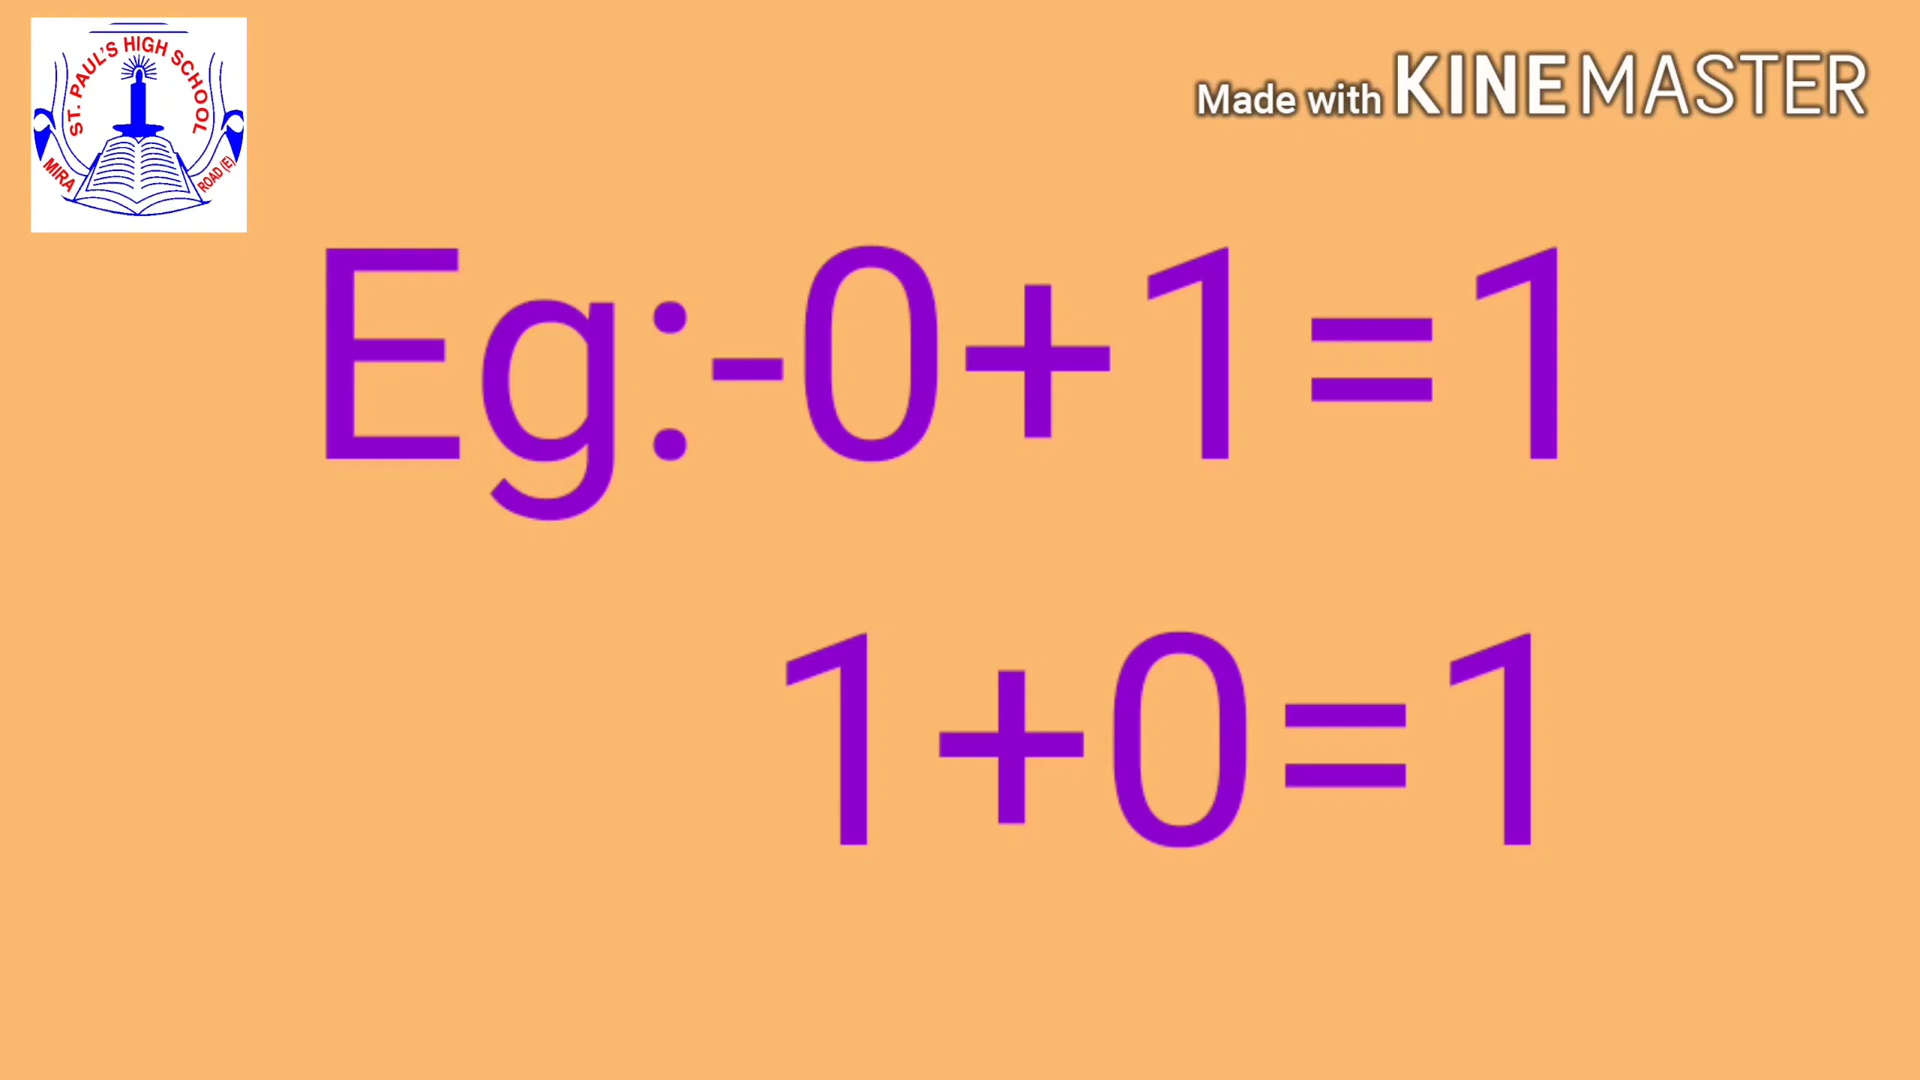 ST. PAUL'S HIGH SCHOOL
MIRA ROAD (E)
Made with KINEMASTER
Eg:-0+1=1
1+0=1